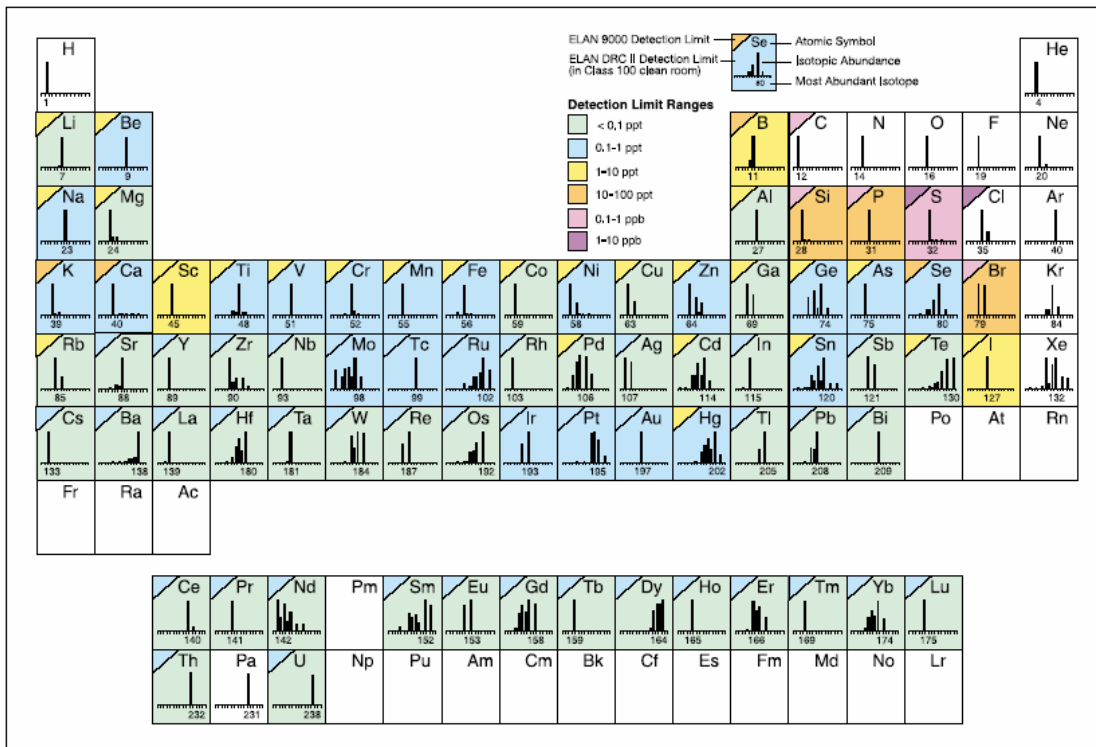 ELAN 9000 Detection Limit
ELAN DRC II Detection Limit
(in Class 100 clean room)
Se
80
Atomic Symbol
Isotopic Abundance
Most Abundant Isotope
Detection Limit Ranges
< 0.1 ppt
0.1-1 ppt
1-10 ppt
10-100 ppt
0.1-1 ppb
1-10 ppb
H He
1 4
Li Be B C N O F Ne
7 9 11 12 14 16 19 20
Na Mg Al Si P S Cl Ar
23 24 27 28 31 32 35 40
K Ca Sc Ti V Cr Mn Fe Co Ni Cu Zn Ga Ge As Se Br Kr
39 40 45 48 51 52 55 56 59 58 63 64 69 74 75 80 79 84
Rb Sr Y Zr Nb Mo Tc Ru Rh Pd Ag Cd In Sn Sb Te I Xe
85 88 89 90 93 98 99 102 103 106 107 114 115 120 121 130 127 132
Cs Ba La Hf Ta W Re Os Ir Pt Au Hg Tl Pb Bi Po At Rn
133 138 139 180 181 184 187 192 193 195 197 202 205 208 209
Fr Ra Ac
Ce Pr Nd Pm Sm Eu Gd Tb Dy Ho Er Tm Yb Lu
140 141 142 152 153 158 159 164 165 166 169 174 175
Th Pa U Np Pu Am Cm Bk Cf Es Fm Md No Lr
232 231 238